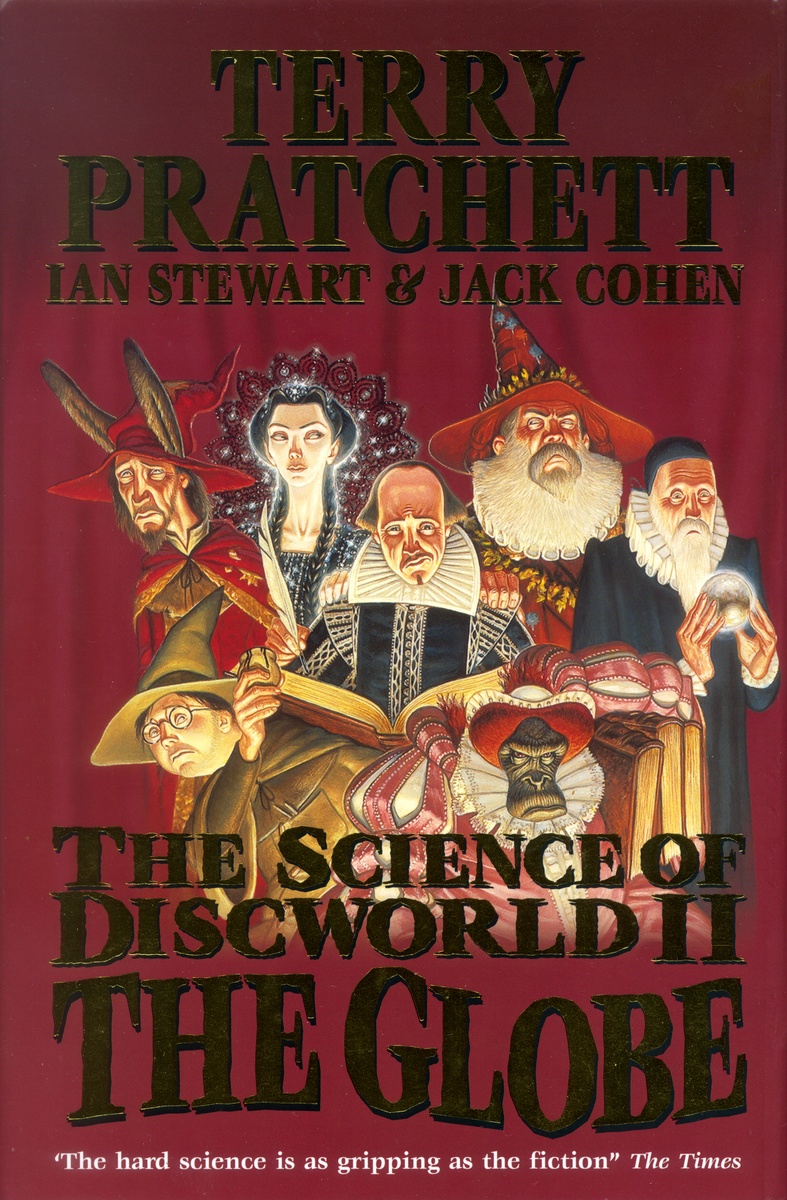 TERRY
PRATCHETT
IAN STEWART & JACK COHEN
THE SCIENCE OF
DISCWORLD II
THE GLOBE
‘The hard science is as gripping as the fiction” The Times